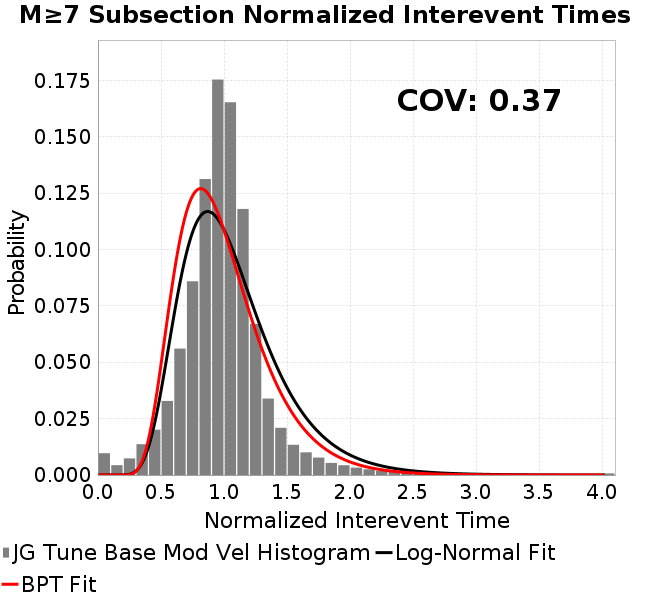 M≥7 Subsection Normalized Interevent Times
COV: 0.37
Probability
0.175
0.150
0.125
0.100
0.075
0.050
0.025
0.000
0.0 0.5 1.0 1.5 2.0 2.5 3.0 3.5 4.0
Normalized Interevent Time
JG Tune Base Mod Vel Histogram Log-Normal Fit
BPT Fit